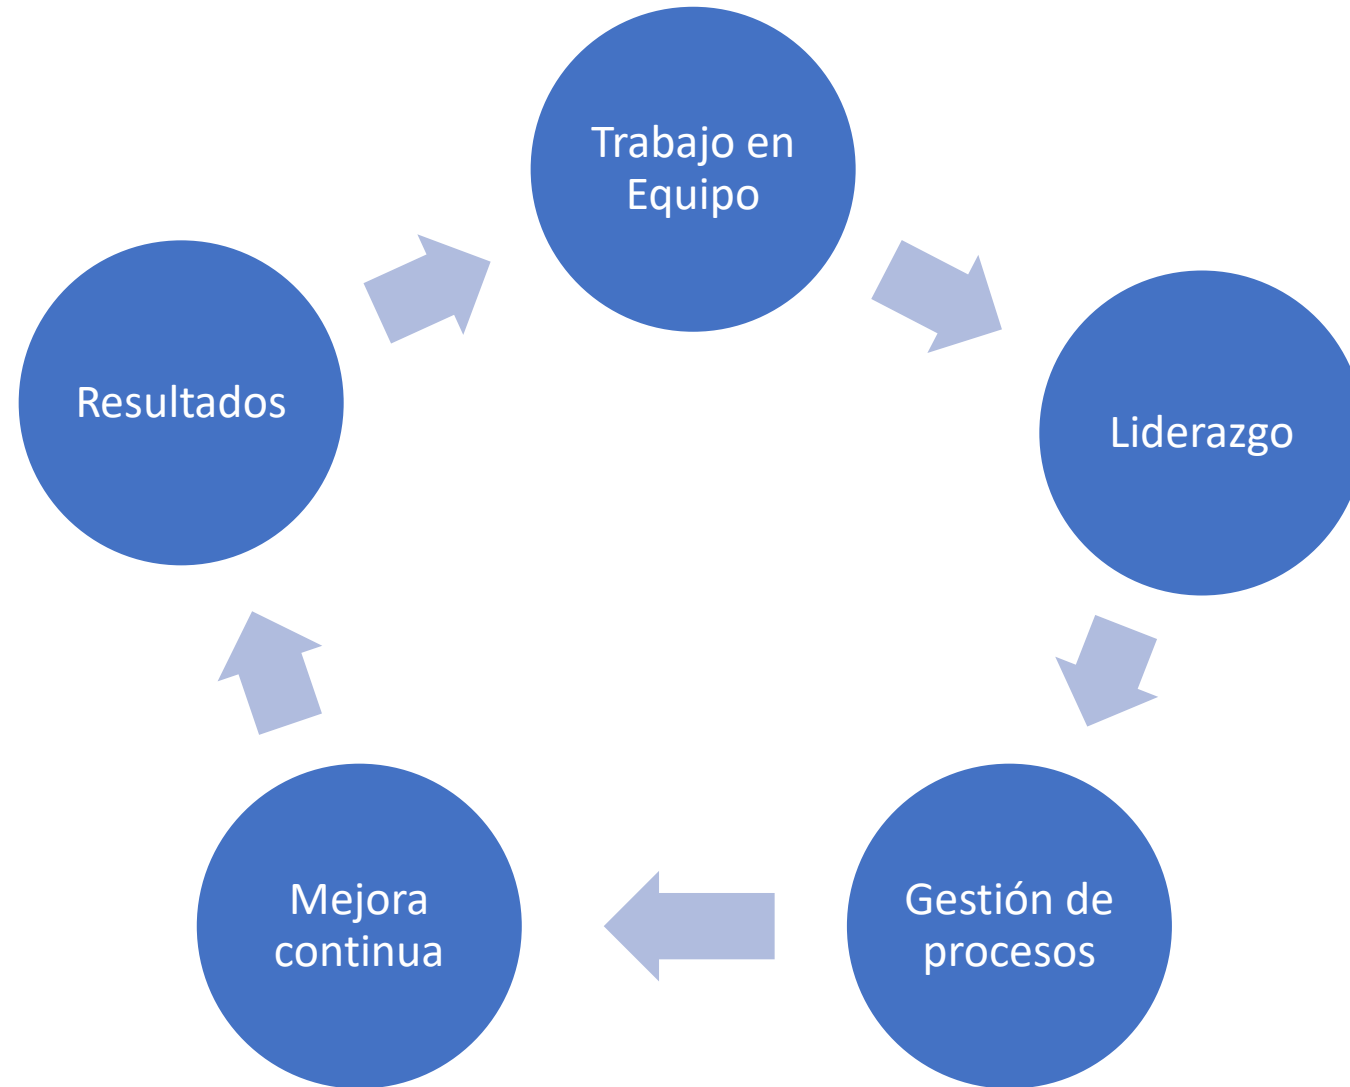 Trabajo en
Equipo
Liderazgo
Gestión de
procesos
Mejora
continua
Resultados